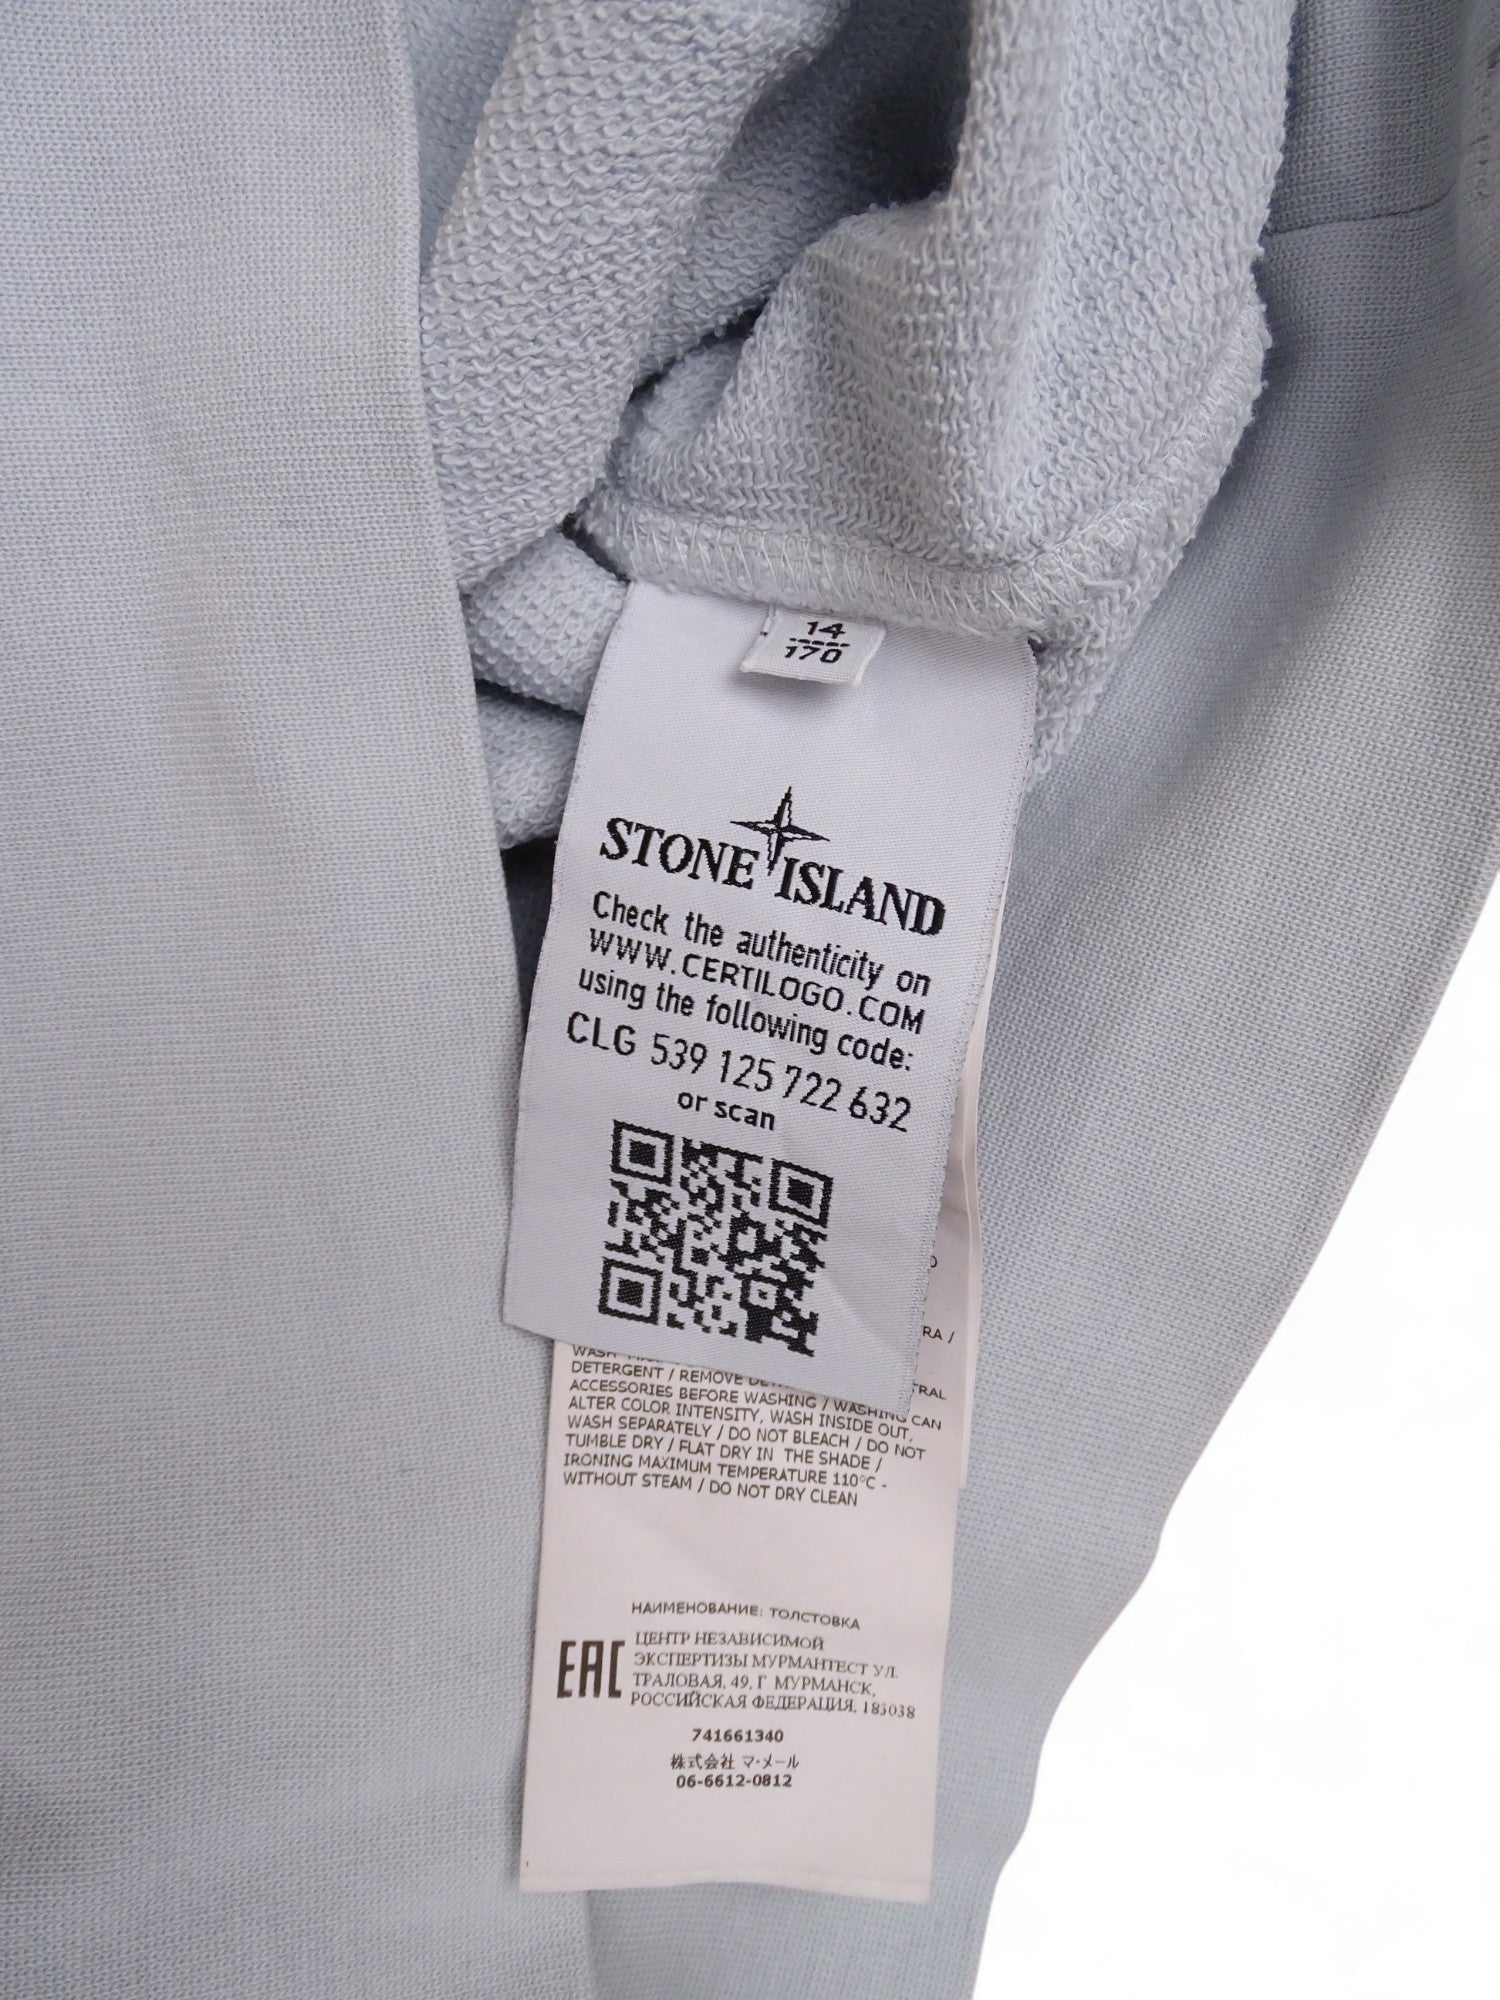 14
170
STONE ISLAND
Check the authenticity on
WWW.CERTILOGO.COM
using the following code:
CLG 539 125 722 632
or scan
RA /
WASH
TRAL
DETERGENT / REMOVE
ACCESSORIES BEFORE WASHING / WASHING CAN
ALTER COLOR INTENSITY, WASH INSIDE OUT,
WASH SEPARATELY / DO NOT BLEACH / DO NOT
TUMBLE DRY / FLAT DRY IN THE SHADE /
IRONING MAXIMUM TEMPERATURE 110°C -
WITHOUT STEAM / DO NOT DRY CLEAN
НАИМЕНОВАНИЕ: ТОЛСТОВКА
EAC
ЦЕНТР НЕЗАВИСИМОЙ
ЭКСПЕРТИЗЫ МУРМАНТЕСТ УЛ.
ТРАЛОВАЯ, 49, Г МУРМАНСК,
РОССИЙСКАЯ ФЕДЕРАЦИЯ, 183038
741661340
株式会社 マ・メール
06-6612-0812